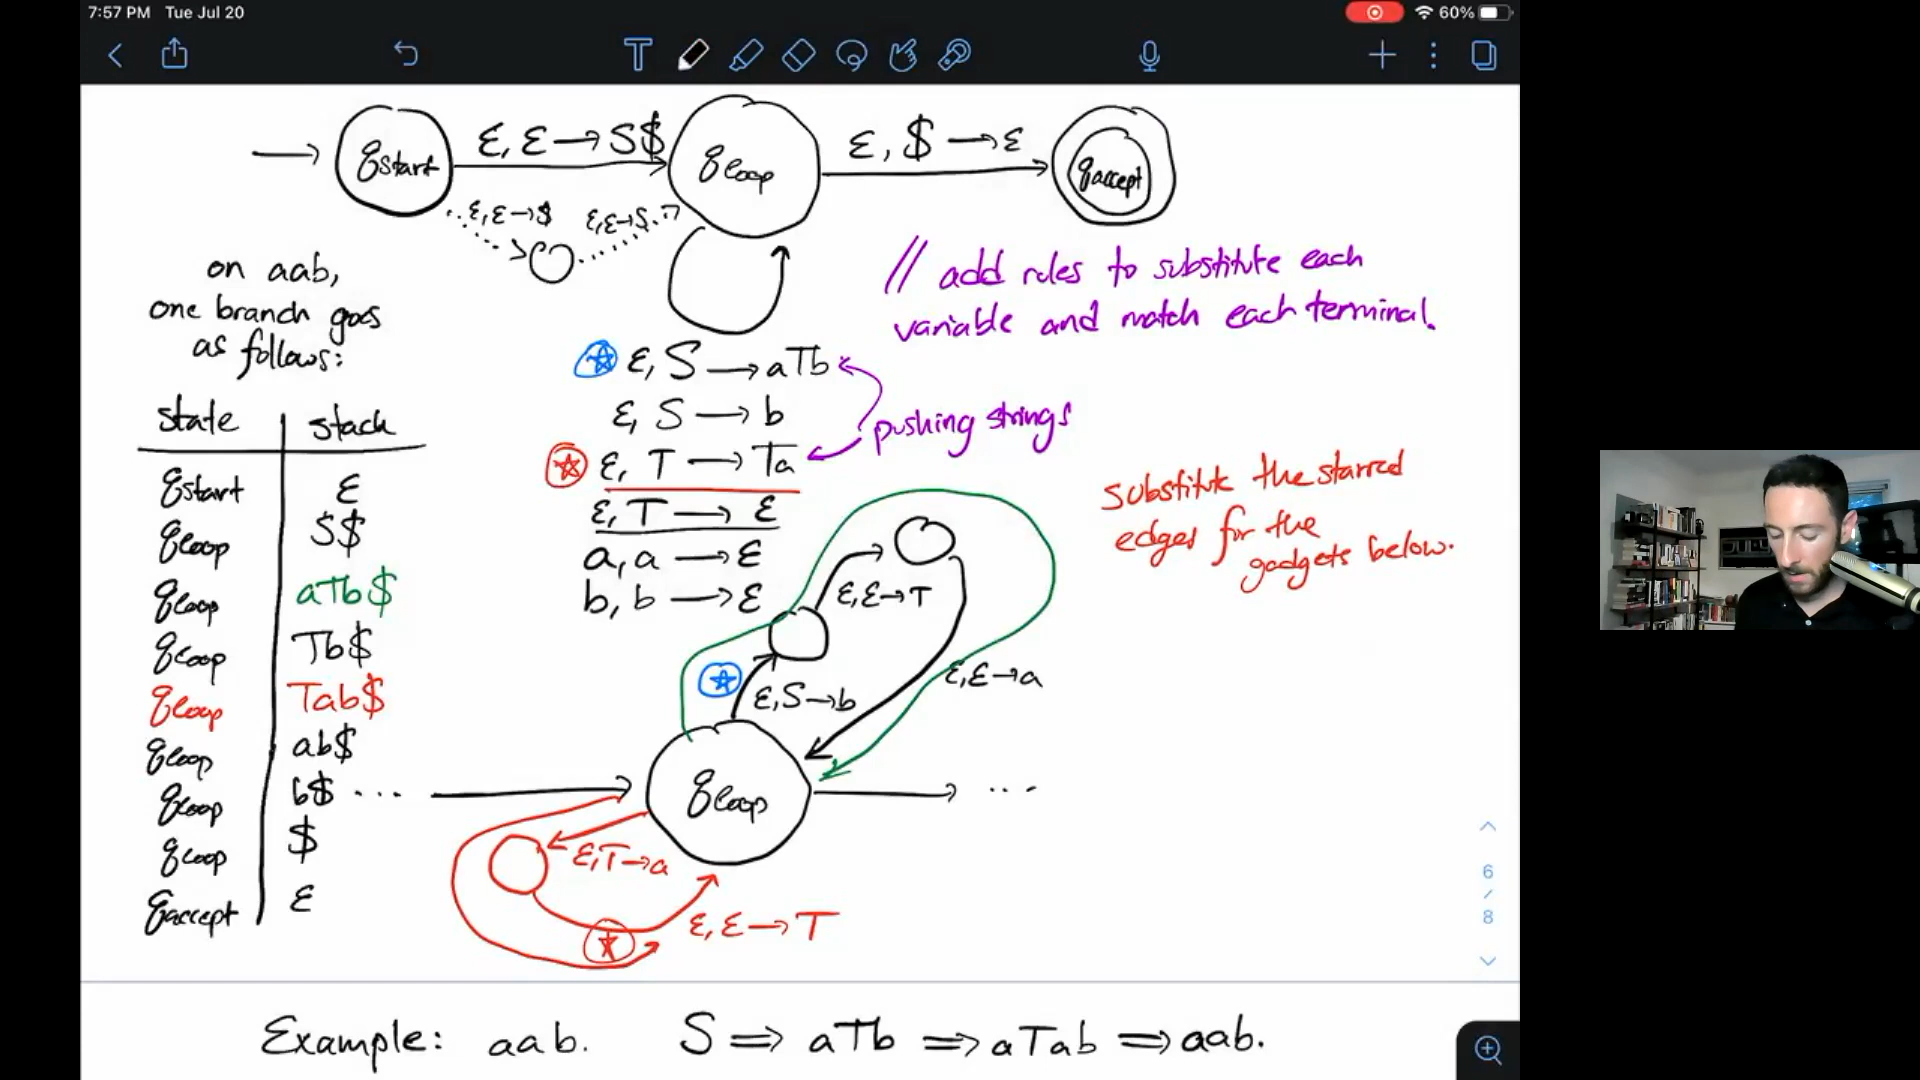 7:57 PM Tue Jul 20
60%
→ qstart ε, ε → S$ qloop ε, $ → ε qaccept
ε,ε→$ ε,ε→S
on aab,
one branch goes
as follows:
// add rules to substitute each
variable and match each terminal.
ε, S → aTb
ε, S → b
pushing strings
ε, T → Ta
ε, T → ε
a, a → ε
b, b → ε
substitute the starred
edges for the
gadgets below.
state stack
qstart ε
qloop S$
qloop aTb$
qloop Tb$
qloop Tab$
qloop ab$
qloop b$
qloop $
qaccept ε
ε,ε→T
ε,S→b
ε,ε→a
... qloop ...
ε,T→a
ε,ε→T
6
/
8
Example: aab. S ⇒ aTb ⇒ aTab ⇒ aab.